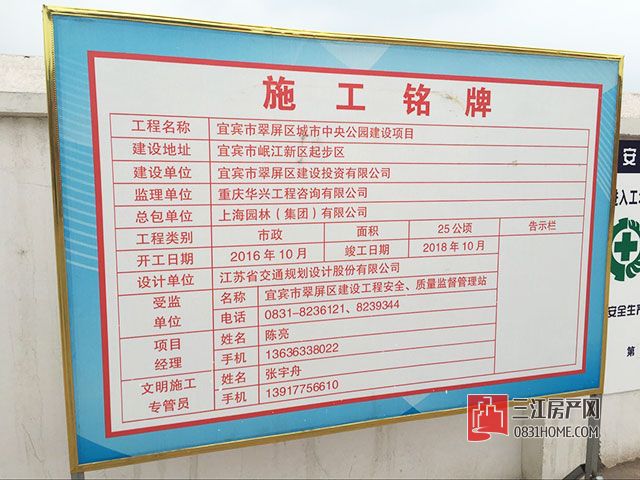 施工铭牌
工程名称 宜宾市翠屏区城市中央公园建设项目
建设地址 宜宾市岷江新区起步区
建设单位 宜宾市翠屏区建设投资有限公司
监理单位 重庆华兴工程咨询有限公司
总包单位 上海园林（集团）有限公司
工程类别 市政 面积 25公顷 告示栏
开工日期 2016年10月 竣工日期 2018年10月
设计单位 江苏省交通规划设计股份有限公司
受监单位 名称 宜宾市翠屏区建设工程安全、质量监督管理站
电话 0831-8236121、8239344
项目经理 姓名 陈亮
手机 13636338022
文明施工专管员 姓名 张宇舟
手机 13917756610
安
入工
安全生产
第
三江房产网
0831HOME.COM